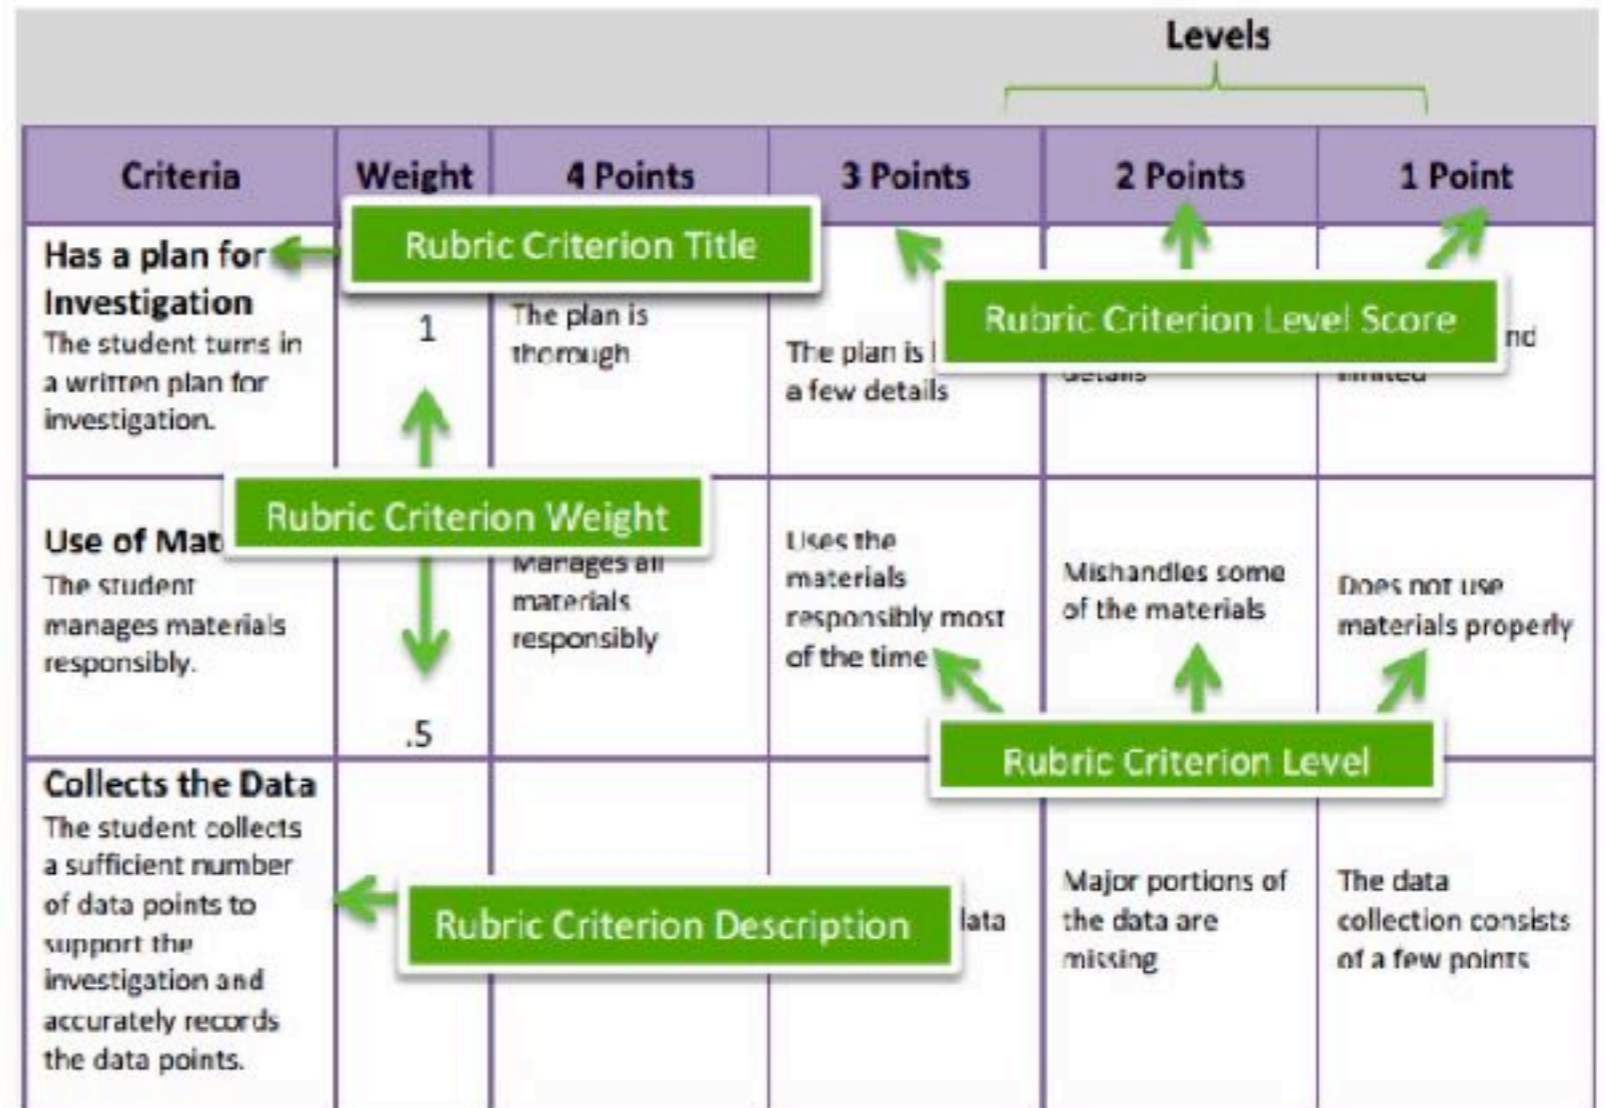 Levels
Criteria
Weight
4 Points
3 Points
2 Points
1 Point
Rubric Criterion Title
Has a plan for
Investigation
The student turns in
a written plan for
investigation.
1
The plan is
thorough
The plan is
a few details
Rubric Criterion Level Score
details
limited
Rubric Criterion Weight
Use of
The student
manages materials
responsibly.
.5
Manages all
materials
responsibly
Uses the
materials
responsibly most
of the time
Mishandles some
of the materials
Does not use
materials properly
Rubric Criterion Level
Collects the Data
The student collects
a sufficient number
of data points to
support the
investigation and
accurately records
the data points.
Rubric Criterion Description
data
Major portions of
the data are
missing
The data
collection consists
of a few points